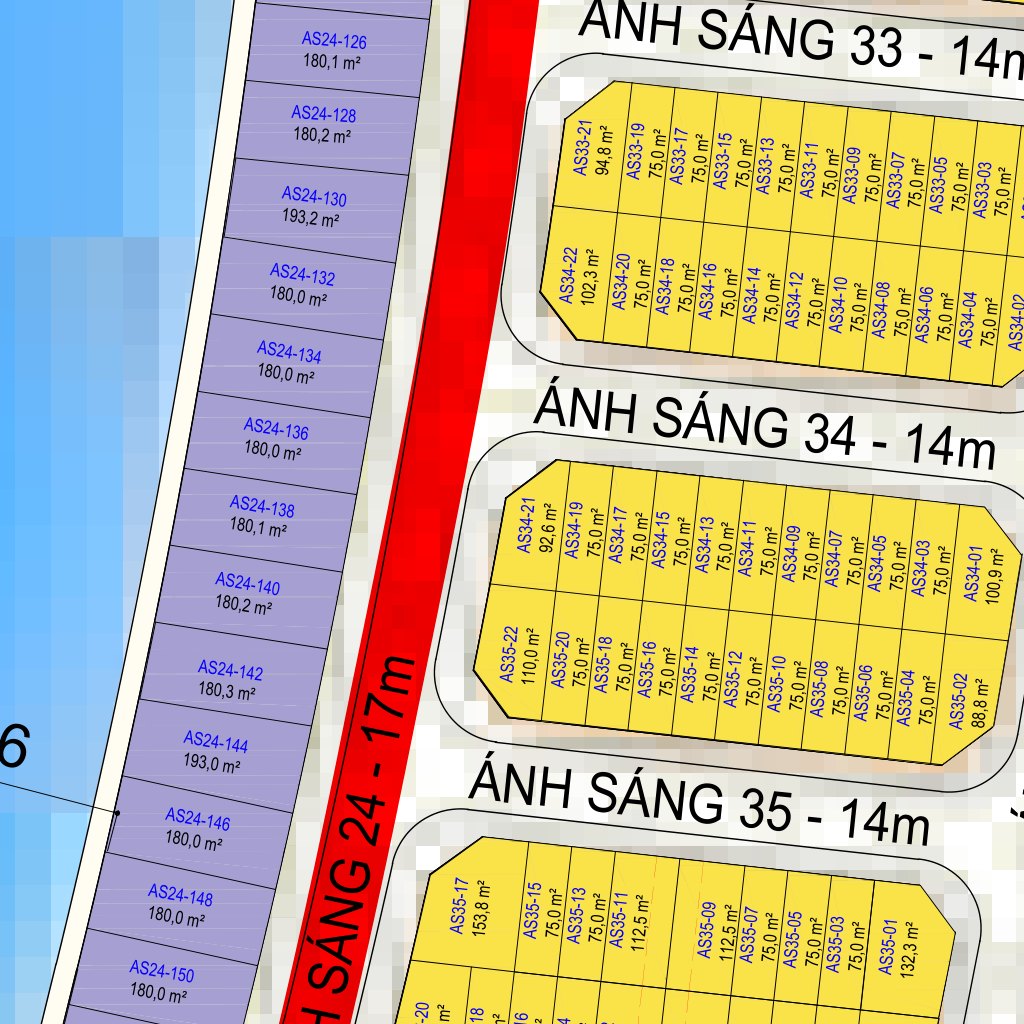 AS24-126
180,1 m²
AS24-128
180,2 m²
AS24-130
193,2 m²
AS24-132
180,0 m²
AS24-134
180,0 m²
AS24-136
180,0 m²
AS24-138
180,1 m²
AS24-140
180,2 m²
AS24-142
180,3 m²
AS24-144
193,0 m²
AS24-146
180,0 m²
AS24-148
180,0 m²
AS24-150
180,0 m²
6
SÁNG 24 - 17m
ÁNH SÁNG 33 - 14m
AS33-21
94,8 m²
AS33-19
75,0 m²
AS33-17
75,0 m²
AS33-15
75,0 m²
AS33-13
75,0 m²
AS33-11
75,0 m²
AS33-09
75,0 m²
AS33-07
75,0 m²
AS33-05
75,0 m²
AS33-03
75,0 m²
AS34-22
102,3 m²
AS34-20
75,0 m²
AS34-18
75,0 m²
AS34-16
75,0 m²
AS34-14
75,0 m²
AS34-12
75,0 m²
AS34-10
75,0 m²
AS34-08
75,0 m²
AS34-06
75,0 m²
AS34-04
75,0 m²
AS34-02
ÁNH SÁNG 34 - 14m
AS34-21
92,6 m²
AS34-19
75,0 m²
AS34-17
75,0 m²
AS34-15
75,0 m²
AS34-13
75,0 m²
AS34-11
75,0 m²
AS34-09
75,0 m²
AS34-07
75,0 m²
AS34-05
75,0 m²
AS34-03
75,0 m²
AS34-01
100,9 m²
AS35-22
110,0 m²
AS35-20
75,0 m²
AS35-18
75,0 m²
AS35-16
75,0 m²
AS35-14
75,0 m²
AS35-12
75,0 m²
AS35-10
75,0 m²
AS35-08
75,0 m²
AS35-06
75,0 m²
AS35-04
75,0 m²
AS35-02
88,8 m²
ÁNH SÁNG 35 - 14m
AS35-17
153,8 m²
AS35-15
75,0 m²
AS35-13
75,0 m²
AS35-11
112,5 m²
AS35-09
112,5 m²
AS35-07
75,0 m²
AS35-05
75,0 m²
AS35-03
75,0 m²
AS35-01
132,3 m²
-20
m²
18
16